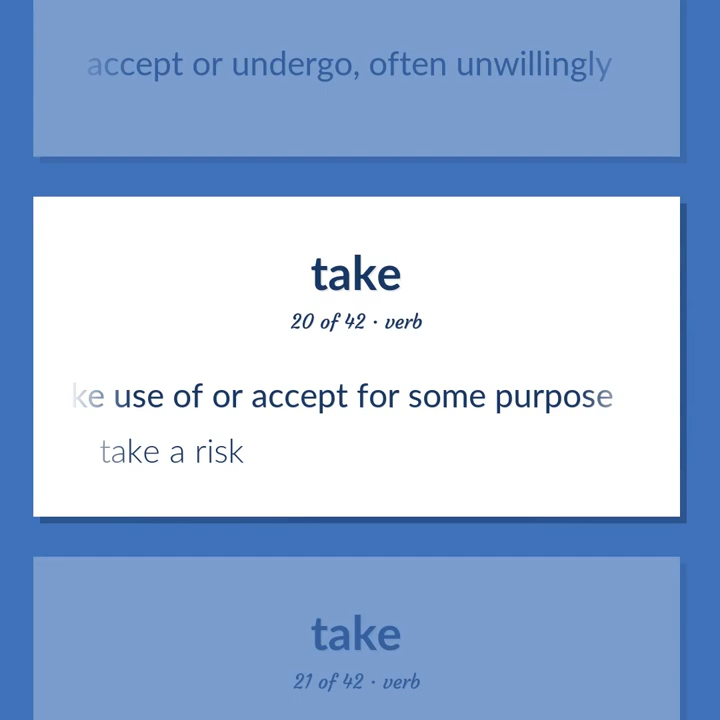 accept or undergo, often unwillingly
take
20 of 42 · verb
ke use of or accept for some purpose
take a risk
take
21 of 42 · verb